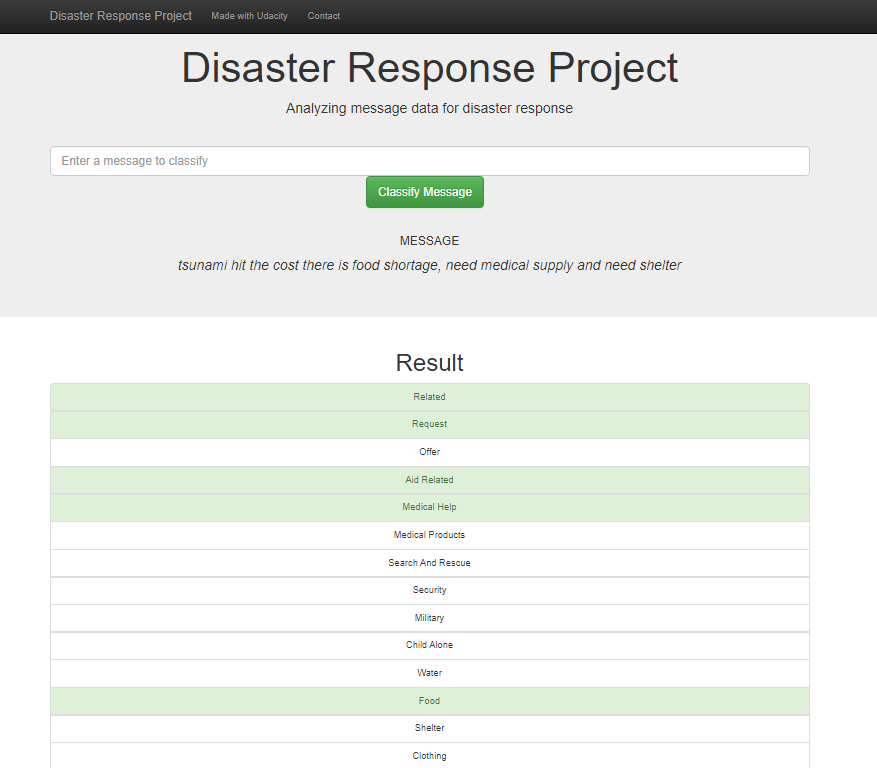 Disaster Response Project Made with Udacity Contact
Disaster Response Project
Analyzing message data for disaster response
Enter a message to classify
Classify Message
MESSAGE
tsunami hit the cost there is food shortage, need medical supply and need shelter
Result
Related
Request
Offer
Aid Related
Medical Help
Medical Products
Search And Rescue
Security
Military
Child Alone
Water
Food
Shelter
Clothing